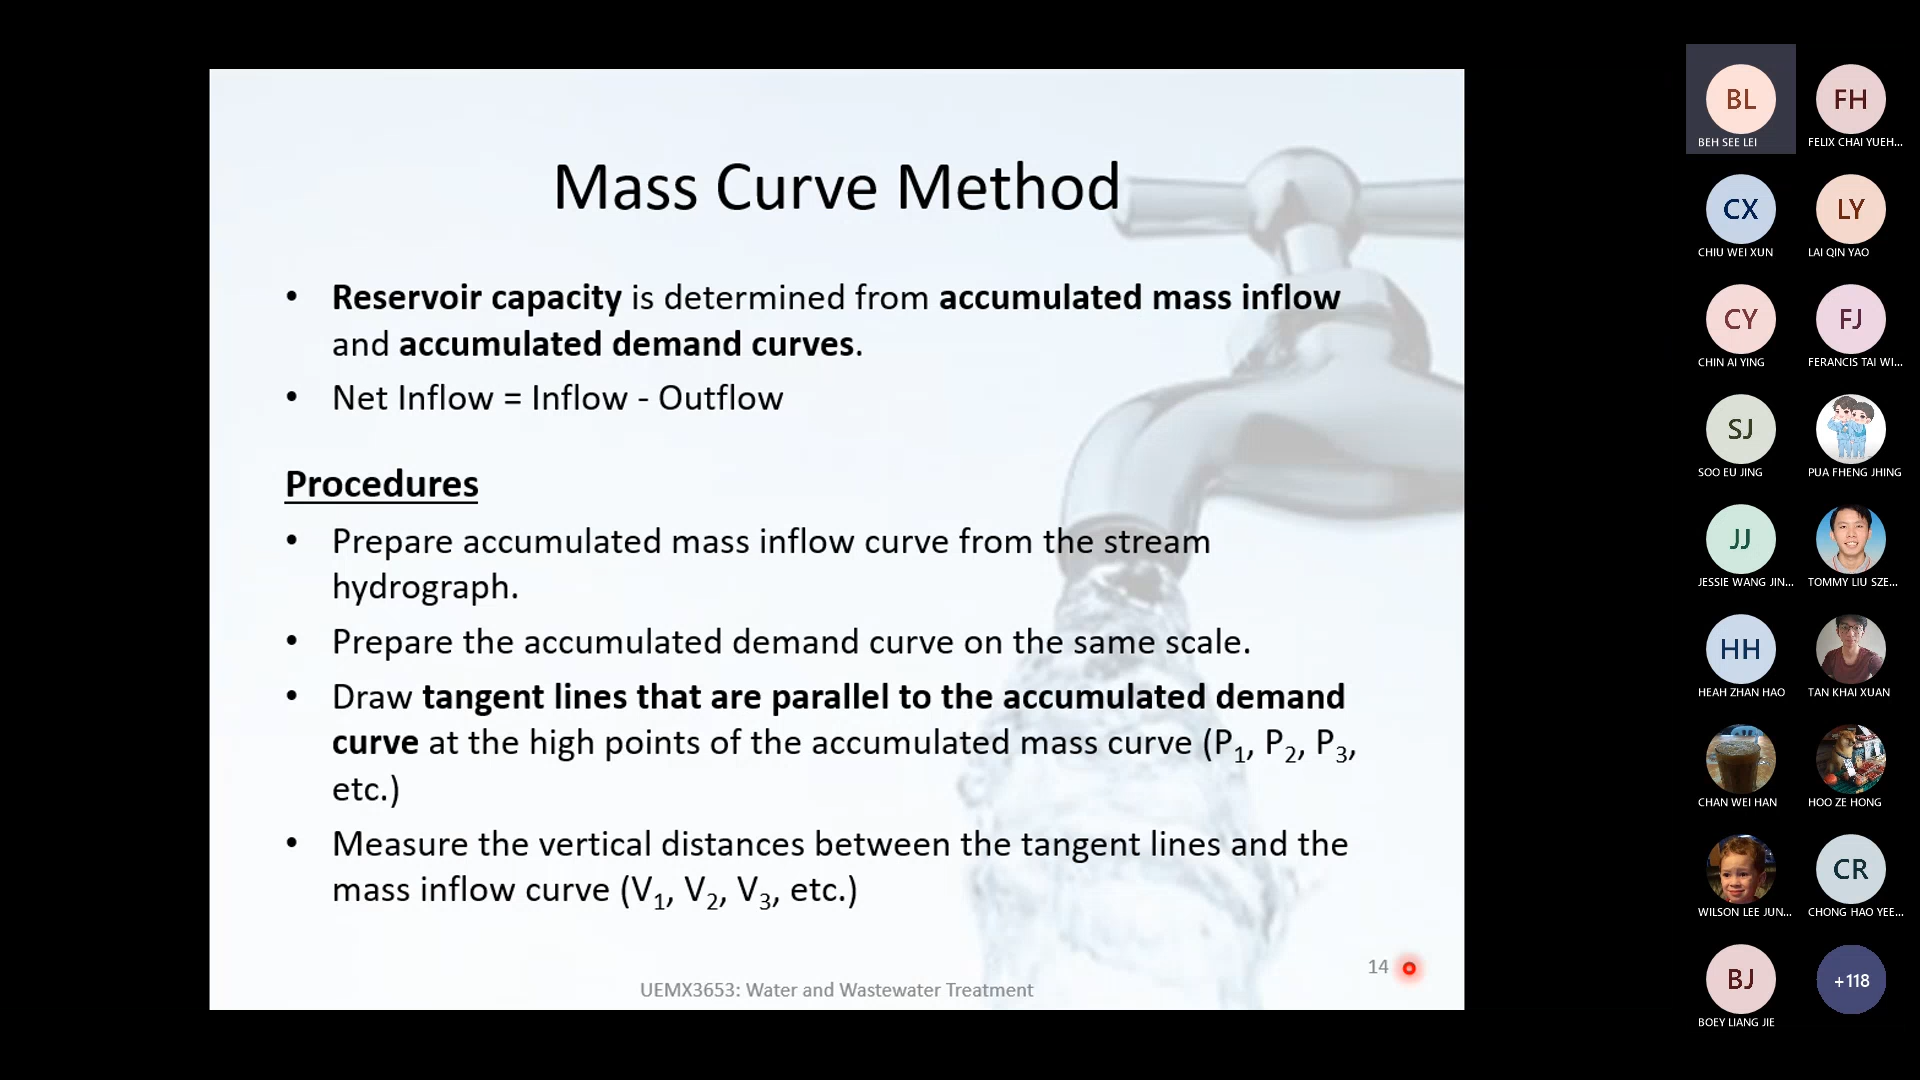 Mass Curve Method
• Reservoir capacity is determined from accumulated mass inflow
and accumulated demand curves.
• Net Inflow = Inflow - Outflow
Procedures
• Prepare accumulated mass inflow curve from the stream
hydrograph.
• Prepare the accumulated demand curve on the same scale.
• Draw tangent lines that are parallel to the accumulated demand
curve at the high points of the accumulated mass curve (P1, P2, P3,
etc.)
• Measure the vertical distances between the tangent lines and the
mass inflow curve (V1, V2, V3, etc.)
14
UEMX3653: Water and Wastewater Treatment
BL
BEH SEE LEI
FH
FELIX CHAI YUEH...
CX
CHIU WEI XUN
LY
LAI QIN YAO
CY
CHIN AI YING
FJ
FERANCIS TAI WI...
SJ
SOO EU JING
PUA FHENG JHING
JJ
JESSIE WANG JIN...
TOMMY LIU SZE...
HH
HEAH ZHAN HAO
TAN KHAI XUAN
CHAN WEI HAN
HOO ZE HONG
WILSON LEE JUN...
CR
CHONG HAO YEE...
BJ
BOEY LIANG JIE
+118